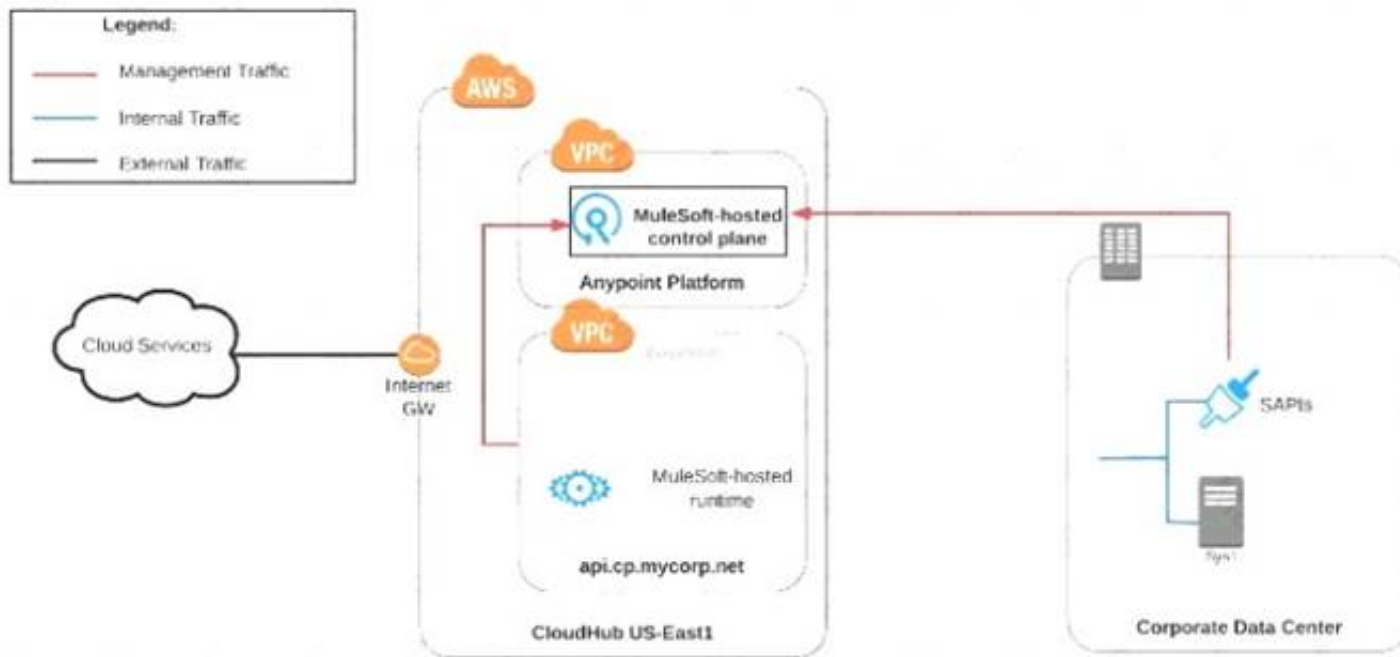 Legend:
Management Traffic
Internal Traffic
External Traffic
AWS
VPC
MuleSoft-hosted
control plane
Anypoint Platform
VPC
Cloud Services
Internet
GW
MuleSoft-hosted
runtime
api.cp.mycorp.net
CloudHub US-East1
SAPIs
Sys1
Corporate Data Center